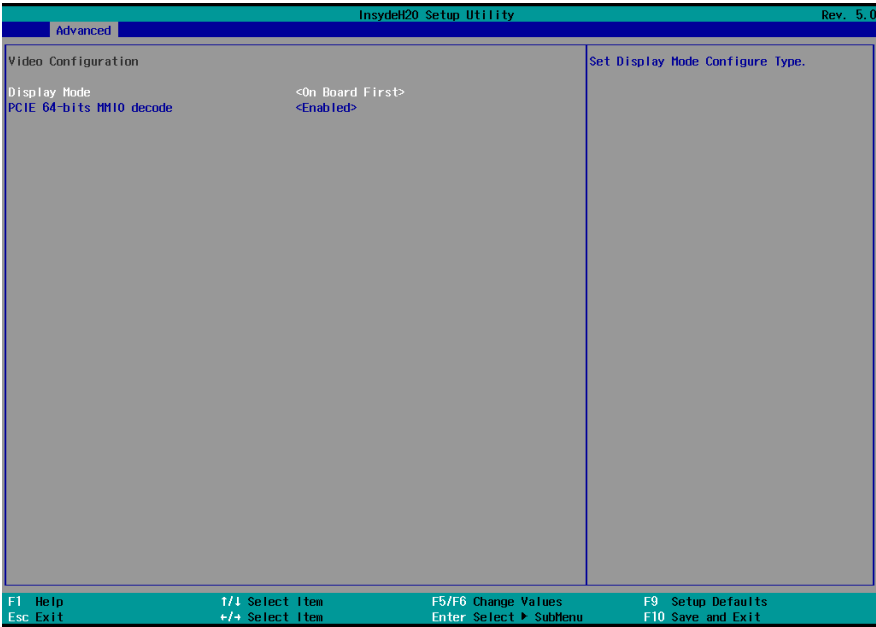 InsydeH20 Setup Utility Rev. 5.0
Advanced
Video Configuration
Set Display Mode Configure Type.
Display Mode <On Board First>
PCIE 64-bits MMIO decode <Enabled>
F1 Help ↑/↓ Select Item F5/F6 Change Values F9 Setup Defaults
Esc Exit ←/→ Select Item Enter Select ▶ SubMenu F10 Save and Exit